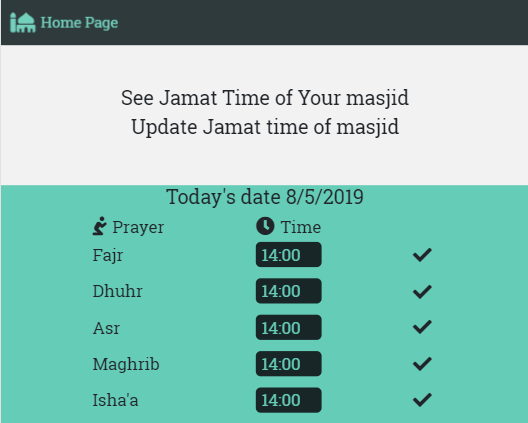 Home Page
See Jamat Time of Your masjid
Update Jamat time of masjid
Today's date 8/5/2019
Prayer Time
Fajr 14:00
Dhuhr 14:00
Asr 14:00
Maghrib 14:00
Isha'a 14:00